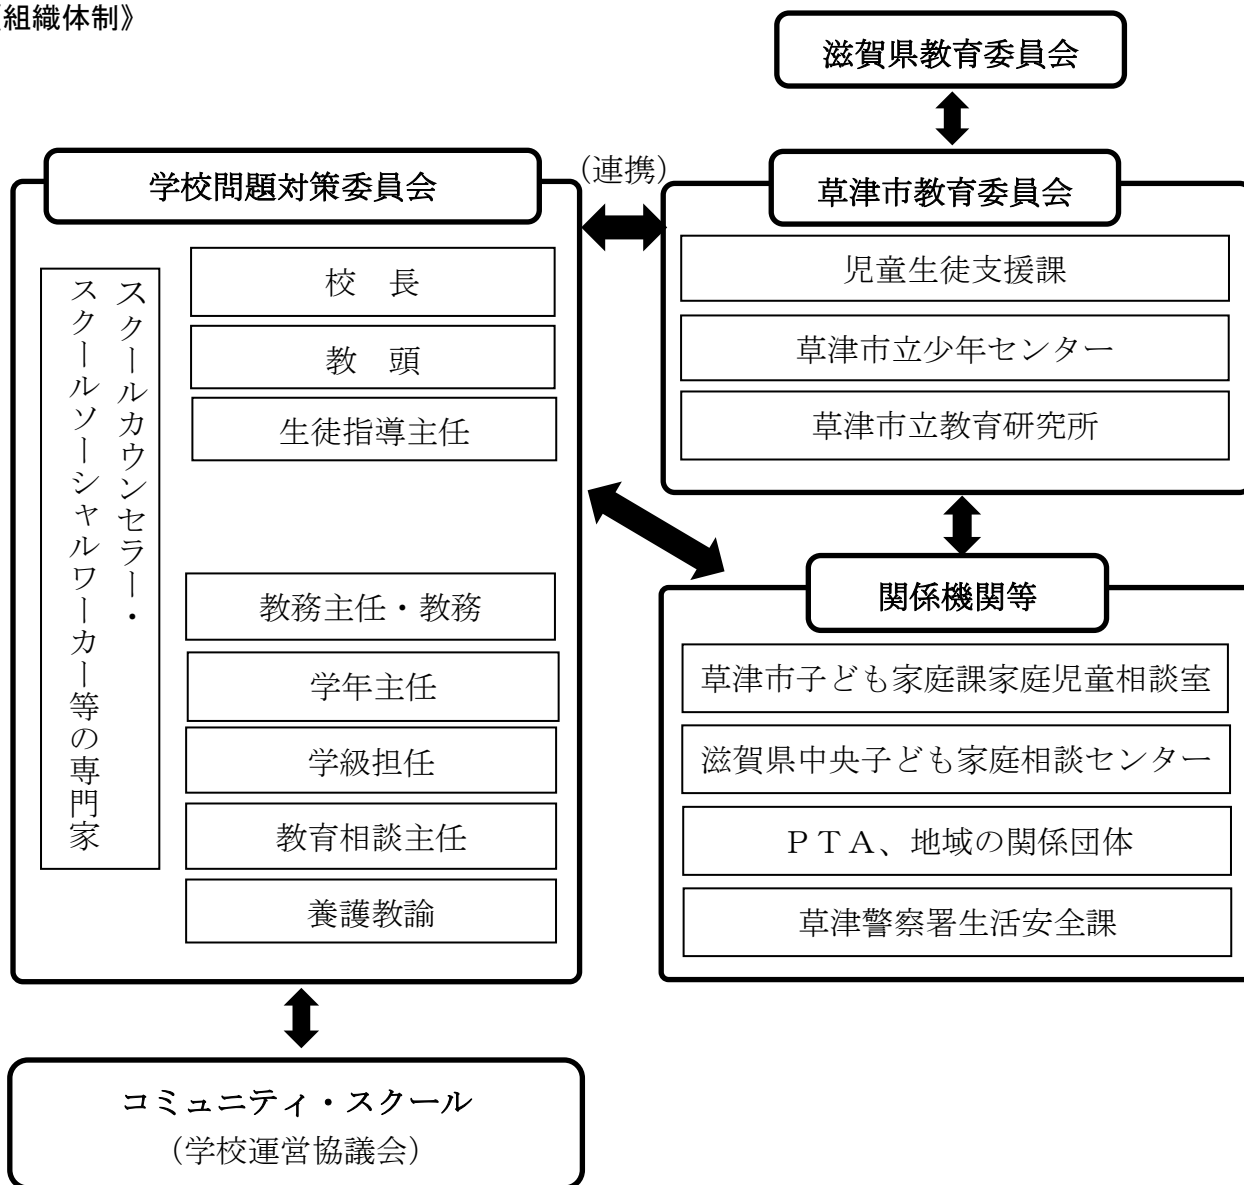 《組織体制》
滋賀県教育委員会
学校問題対策委員会
(連携)
草津市教育委員会
スクールカウンセラー・
スクールソーシャルワーカー等の専門家
校　長
教　頭
生徒指導主任
教務主任・教務
学年主任
学級担任
教育相談主任
養護教諭
児童生徒支援課
草津市立少年センター
草津市立教育研究所
関係機関等
草津市子ども家庭課家庭児童相談室
滋賀県中央子ども家庭相談センター
ＰＴＡ、地域の関係団体
草津警察署生活安全課
コミュニティ・スクール
（学校運営協議会）